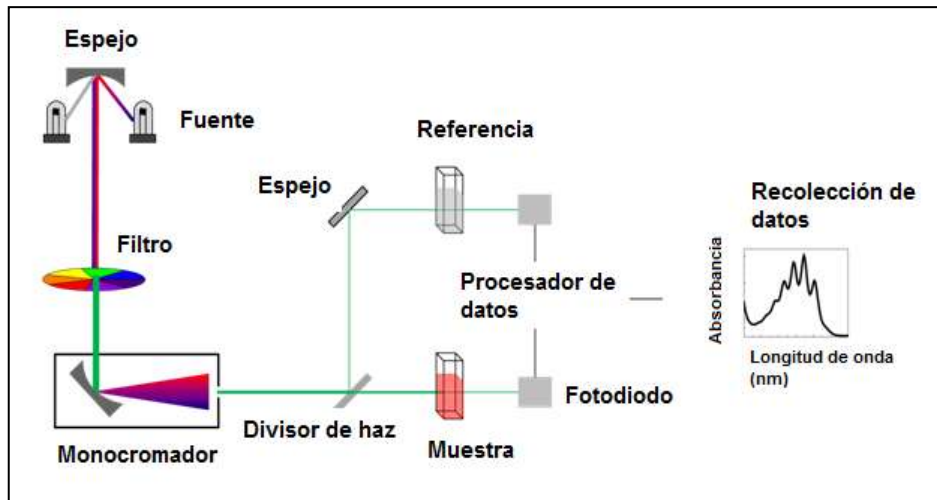 Espejo
Fuente
Referencia
Espejo
Recolección de
datos
Filtro
Procesador de
datos
Absorbancia
Longitud de onda
(nm)
Fotodiodo
Divisor de haz
Muestra
Monocromador